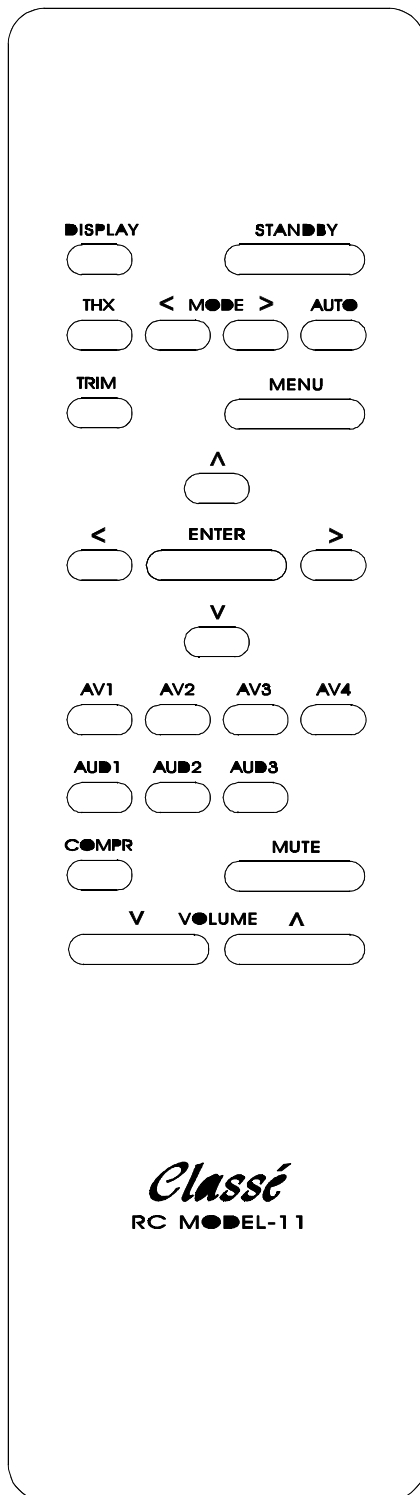 DISPLAY STANDBY
THX < MODE > AUTO
TRIM MENU
∧
< ENTER >
∨
AV1 AV2 AV3 AV4
AUD1 AUD2 AUD3
COMPR MUTE
∨ VOLUME ∧
Classé
RC MODEL-11